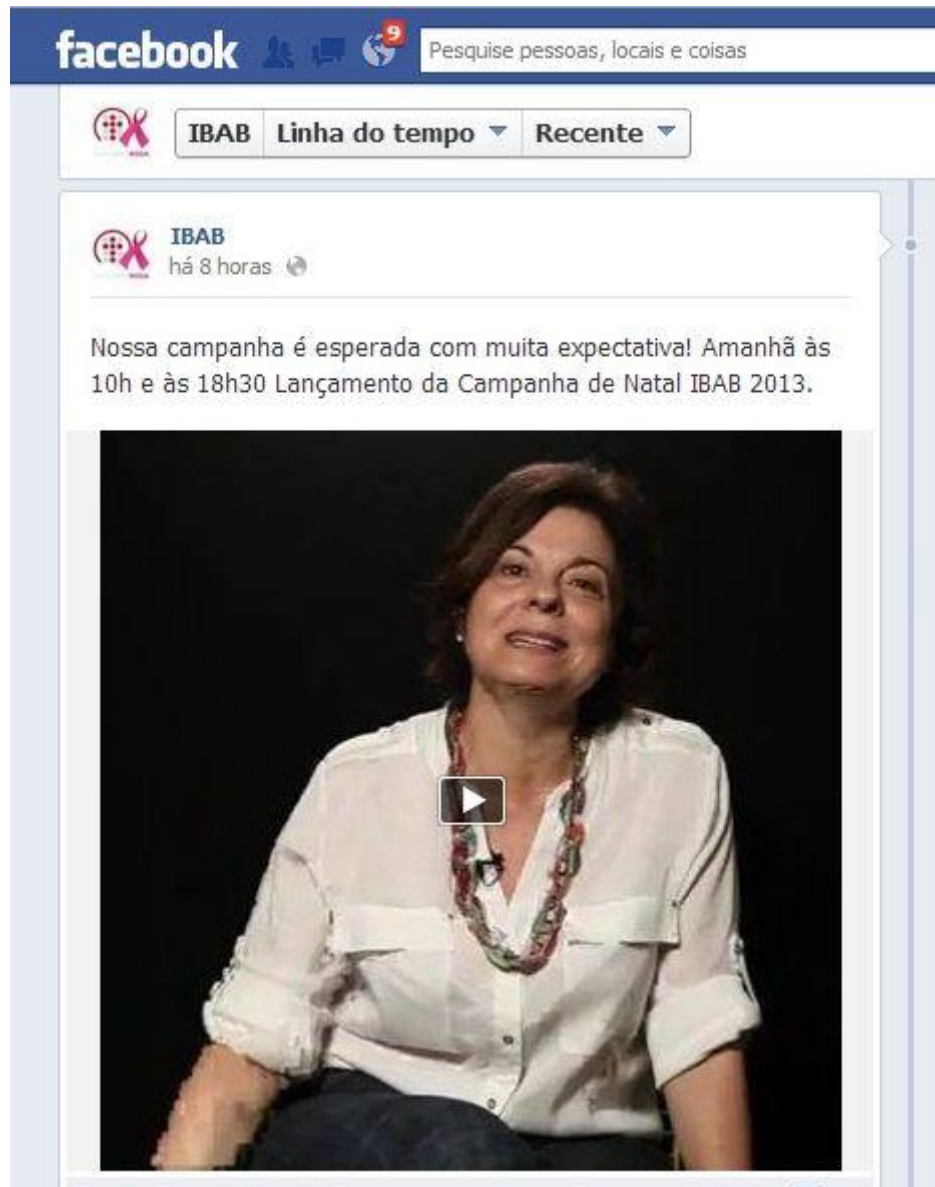 facebook 9 Pesquise pessoas, locais e coisas
IBAB Linha do tempo Recente
IBAB
há 8 horas
Nossa campanha é esperada com muita expectativa! Amanhã às
10h e às 18h30 Lançamento da Campanha de Natal IBAB 2013.